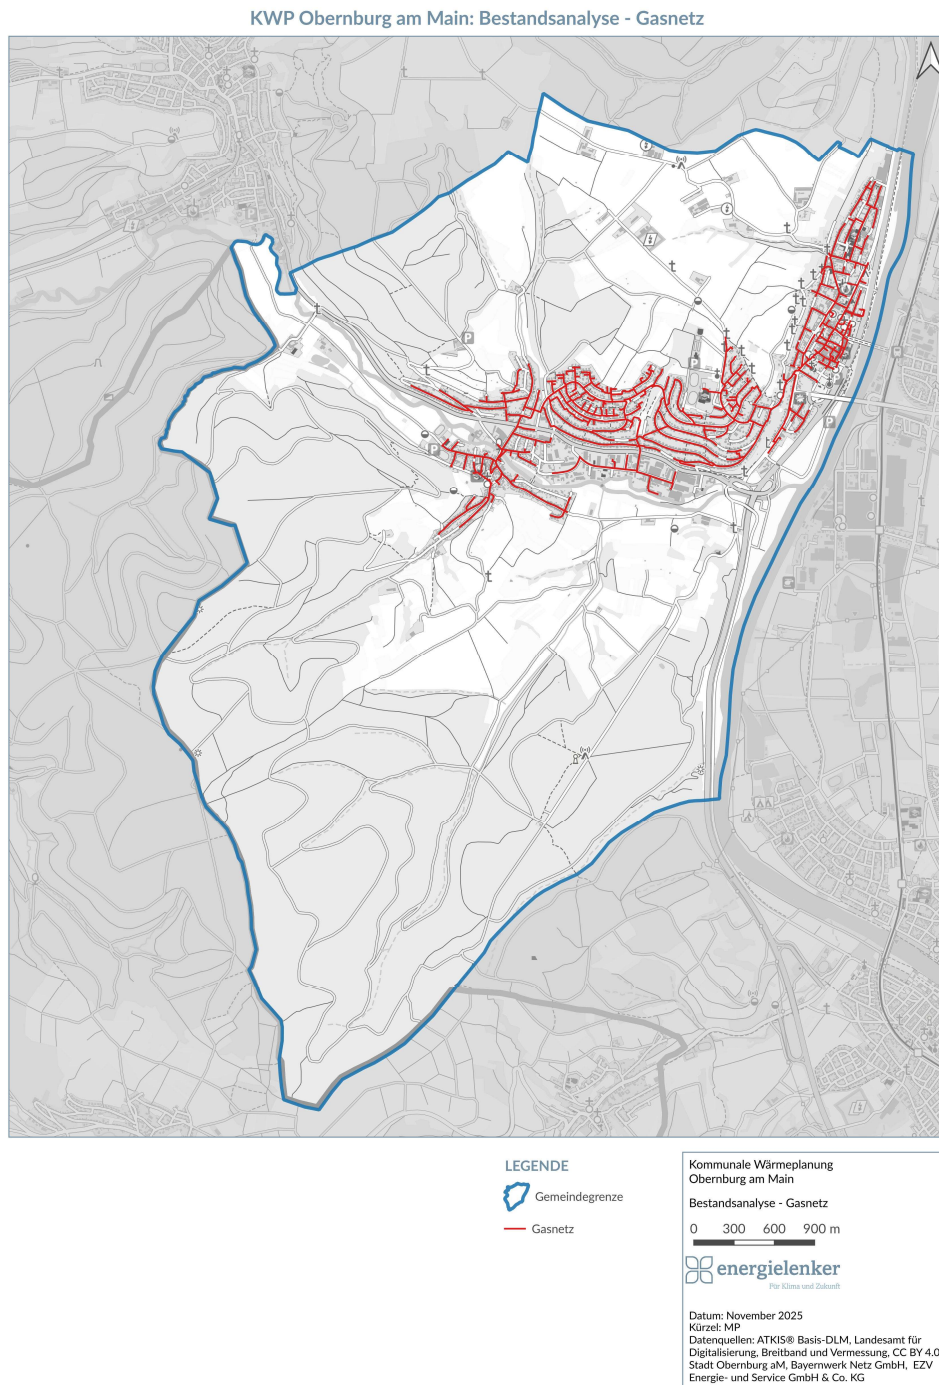 KWP Obernburg am Main: Bestandsanalyse - Gasnetz
LEGENDE
Gemeindegrenze
Gasnetz
Kommunale Wärmeplanung
Obernburg am Main
Bestandsanalyse - Gasnetz
0 300 600 900 m
energielenker
Für Klima und Zukunft
Datum: November 2025
Kürzel: MP
Datenquellen: ATKIS® Basis-DLM, Landesamt für
Digitalisierung, Breitband und Vermessung, CC BY 4.0
Stadt Obernburg aM, Bayernwerk Netz GmbH, EZV
Energie- und Service GmbH & Co. KG